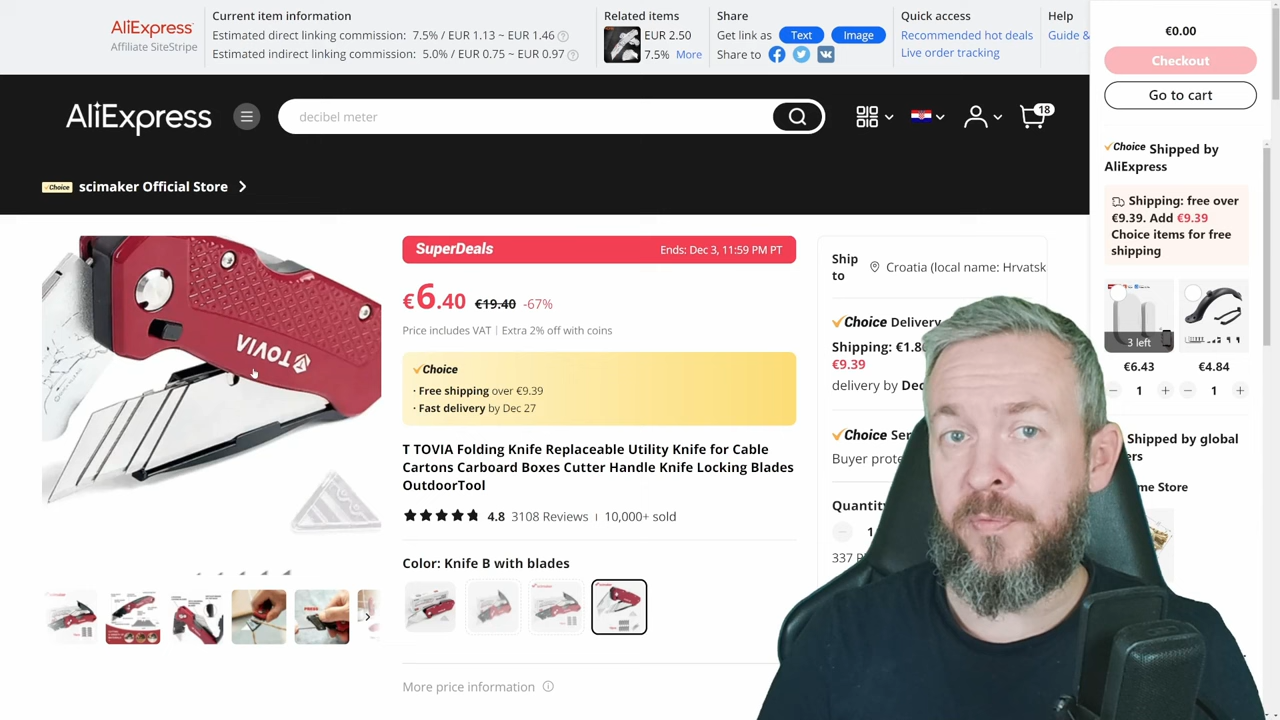 AliExpress
Affiliate SiteStripe
Current item information
Estimated direct linking commission: 7.5% / EUR 1.13 ~ EUR 1.46
Estimated indirect linking commission: 5.0% / EUR 0.75 ~ EUR 0.97
Related items
EUR 2.50
7.5% More
Share
Get link as Text Image
Share to
Quick access
Recommended hot deals
Live order tracking
Help
Guide &
AliExpress
decibel meter
18
Choice scimaker Official Store
TOVIA
SuperDeals
Ends: Dec 3, 11:59 PM PT
€6.40 €19.40 -67%
Price includes VAT | Extra 2% off with coins
Choice
· Free shipping over €9.39
· Fast delivery by Dec 27
T TOVIA Folding Knife Replaceable Utility Knife for Cable
Cartons Carboard Boxes Cutter Handle Knife Locking Blades
OutdoorTool
4.8 3108 Reviews | 10,000+ sold
Color: Knife B with blades
More price information
Ship
to
Croatia (local name: Hrvatsk
Choice Delivery
Shipping: €1.8
€9.39
delivery by Dec
Choice Ser
Buyer prote
Quantit
1
337 P
€0.00
Checkout
Go to cart
Choice Shipped by
AliExpress
Shipping: free over
€9.39. Add €9.39
Choice items for free
shipping
3 left
€6.43 €4.84
− 1 + − 1 +
Shipped by global
ers
me Store